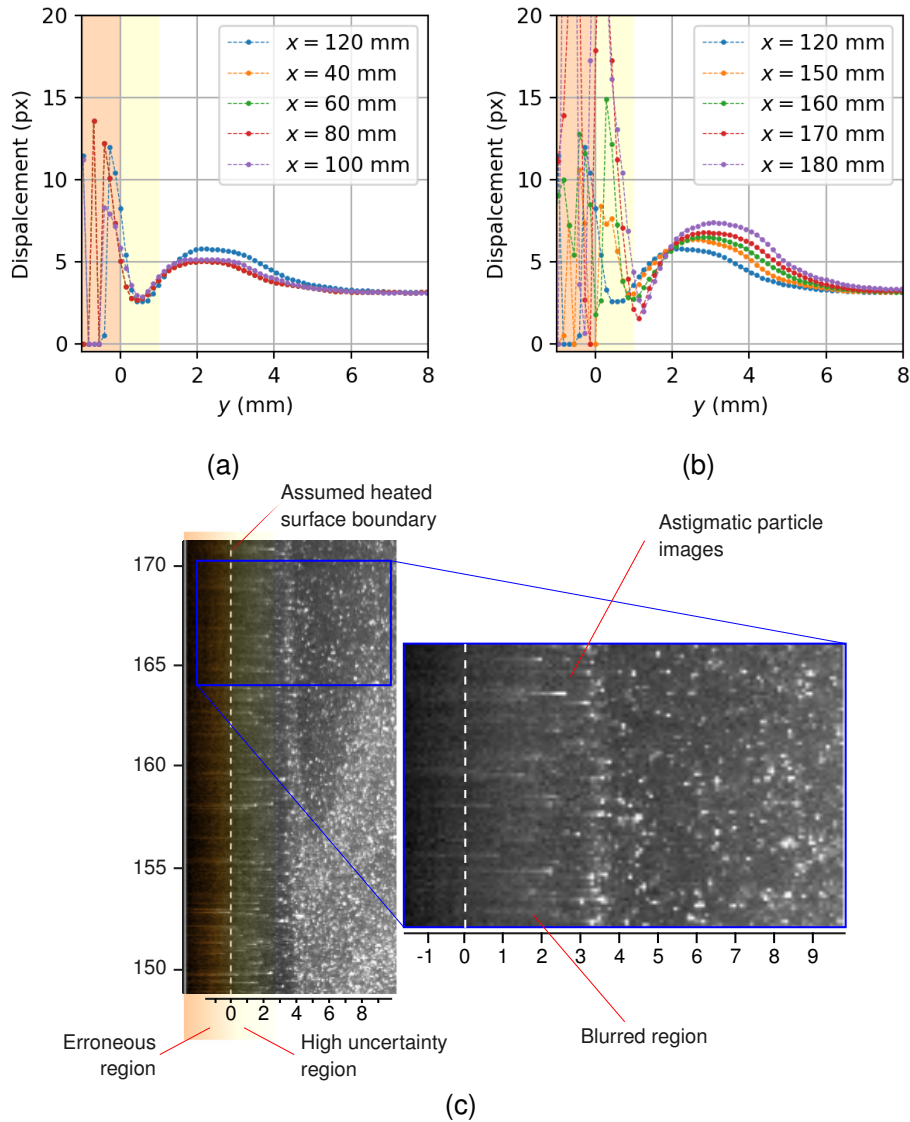 20
15
10
5
0
Dispalcement (px)
x = 120 mm
x = 40 mm
x = 60 mm
x = 80 mm
x = 100 mm
0 2 4 6 8
y (mm)
(a)
20
15
10
5
0
Dispalcement (px)
x = 120 mm
x = 150 mm
x = 160 mm
x = 170 mm
x = 180 mm
0 2 4 6 8
y (mm)
(b)
Assumed heated
surface boundary
Astigmatic particle
images
170
165
160
155
150
0 2 4 6 8
-1 0 1 2 3 4 5 6 7 8 9
Erroneous
region
High uncertainty
region
Blurred region
(c)